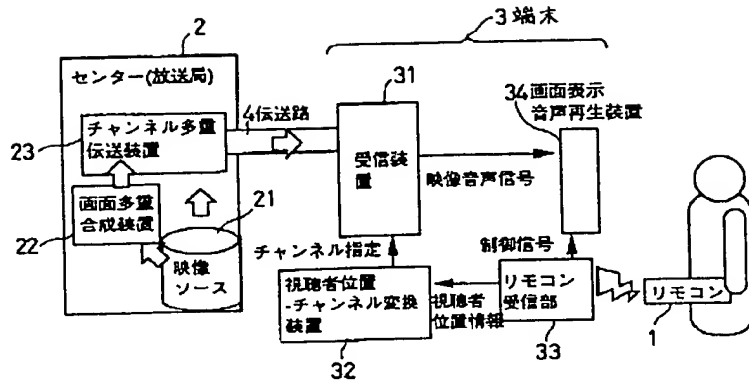 2
3 端末
センター(放送局)
31
34 画面表示
音声再生装置
4 伝送路
23
チャンネル多重
伝送装置
受信装
置
映像音声信号
画面多重
合成装置
21
22
映像
ソース
チャンネル指定
制御信号
視聴者位置
-チャンネル変換
装置
視聴者
位置情報
リモコン
受信部
リモコン
32
33
1